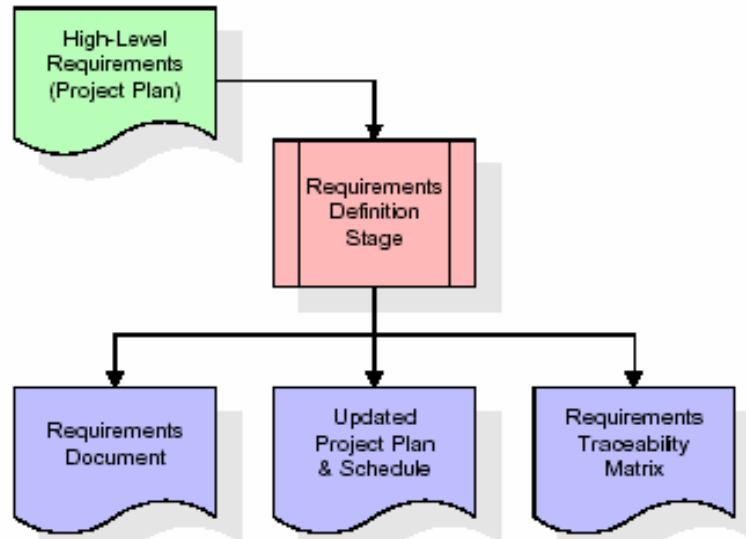 High-Level
Requirements
(Project Plan)
Requirements
Definition
Stage
Requirements
Document
Updated
Project Plan
& Schedule
Requirements
Traceability
Matrix